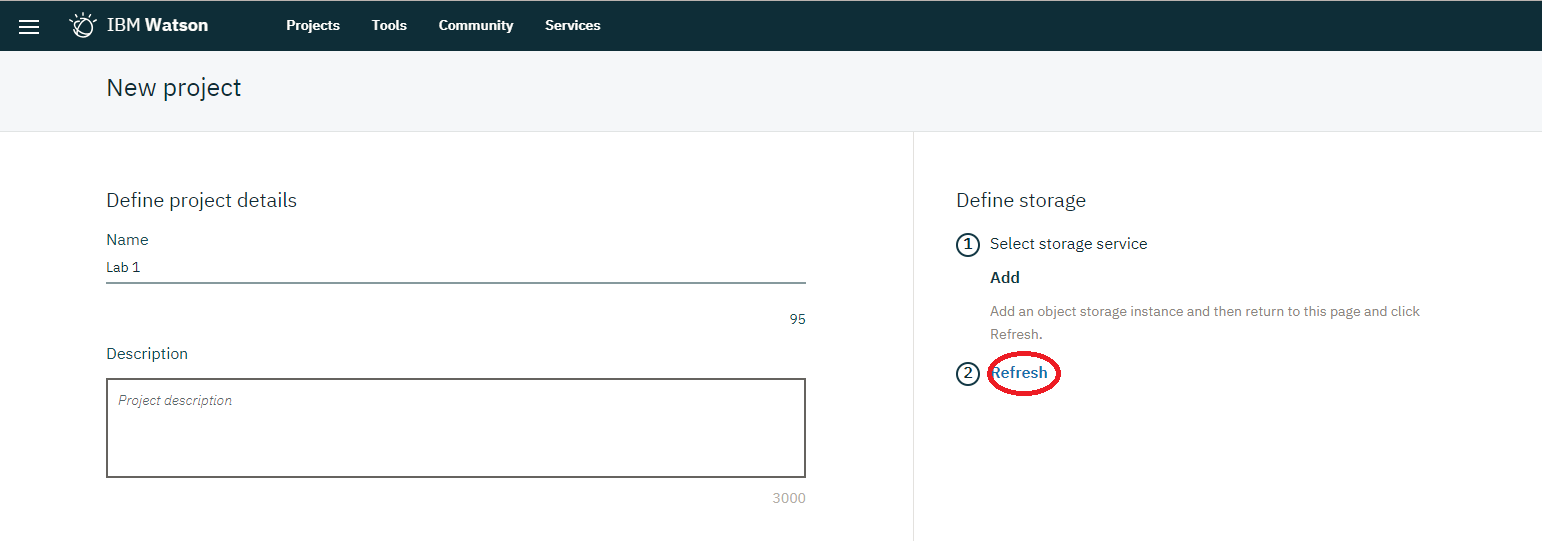 IBM Watson Projects Tools Community Services
New project
Define project details
Name
Lab 1
95
Description
Project description
3000
Define storage
1 Select storage service
Add
Add an object storage instance and then return to this page and click
Refresh.
2 Refresh